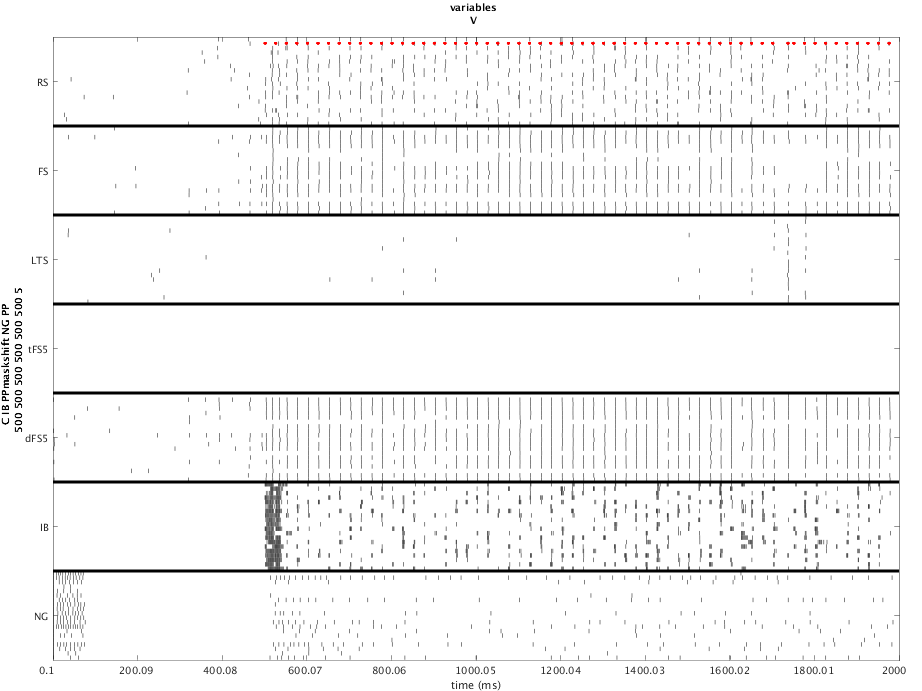 variables
V
RS
FS
LTS
tFS5
dFS5
IB
NG
C IB PPmaskshift NG PP
500 500 500 500 500 500 5
0.1 200.09 400.08 600.07 800.06 1000.05 1200.04 1400.03 1600.02 1800.01 2000
time (ms)